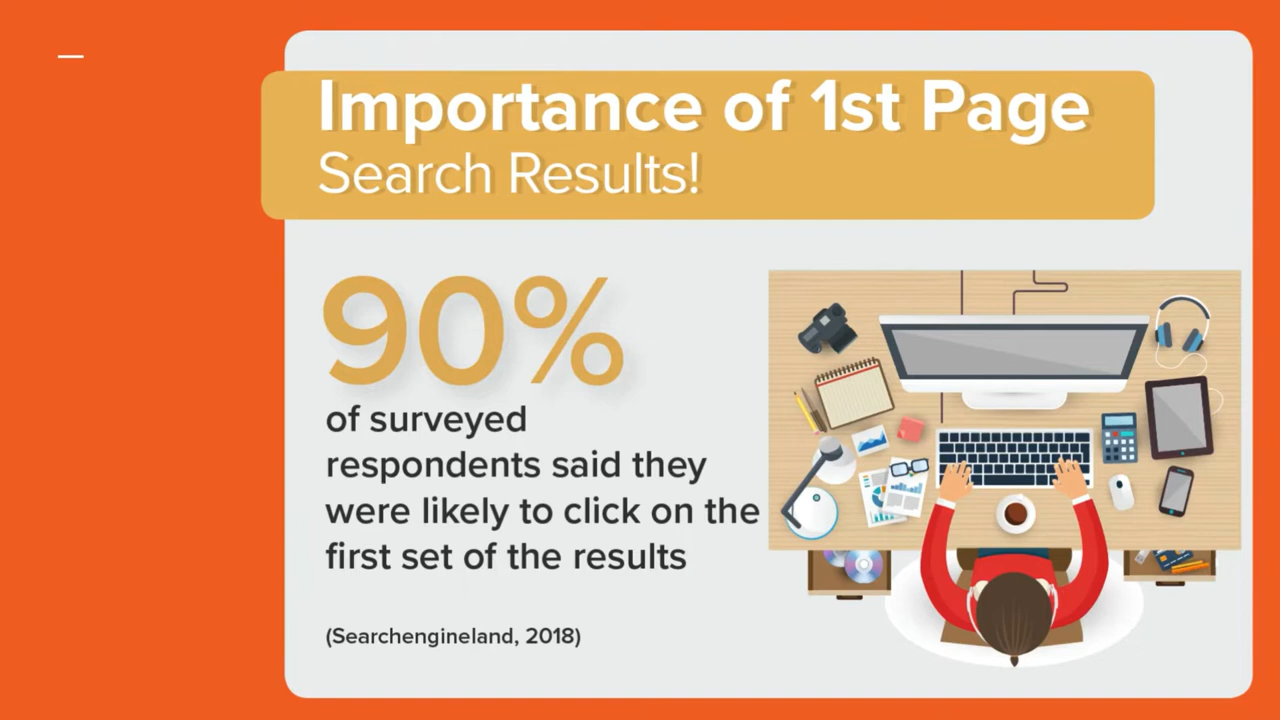 Importance of 1st Page
Search Results!
90%
of surveyed
respondents said they
were likely to click on the
first set of the results
(Searchengineland, 2018)